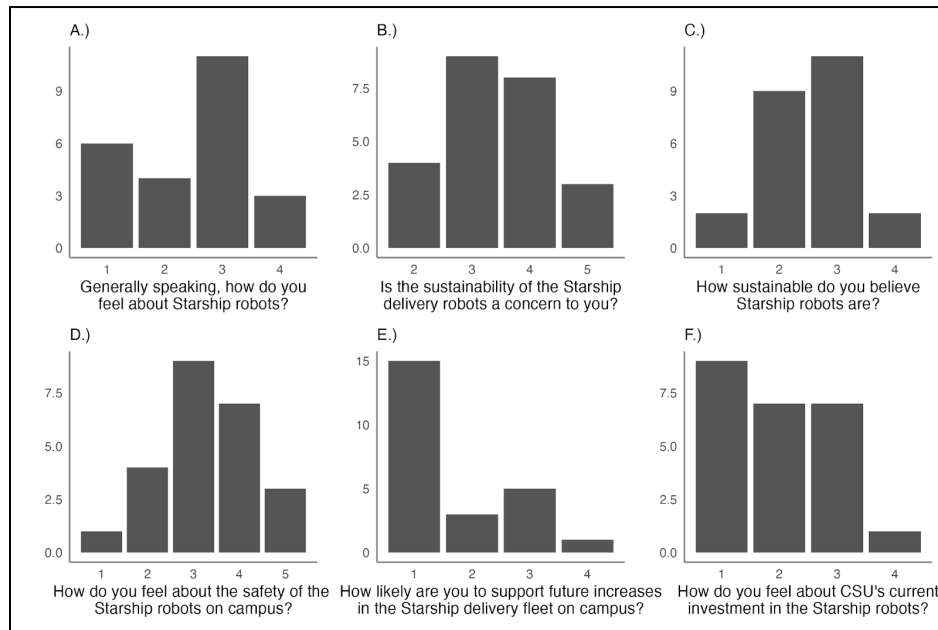 A.)
9
6
3
0
1 2 3 4
Generally speaking, how do you
feel about Starship robots?
B.)
7.5
5.0
2.5
0.0
2 3 4 5
Is the sustainability of the Starship
delivery robots a concern to you?
C.)
9
6
3
0
1 2 3 4
How sustainable do you believe
Starship robots are?
D.)
7.5
5.0
2.5
0.0
1 2 3 4 5
How do you feel about the safety of the
Starship robots on campus?
E.)
15
10
5
0
1 2 3 4
How likely are you to support future increases
in the Starship delivery fleet on campus?
F.)
7.5
5.0
2.5
0.0
1 2 3 4
How do you feel about CSU's current
investment in the Starship robots?